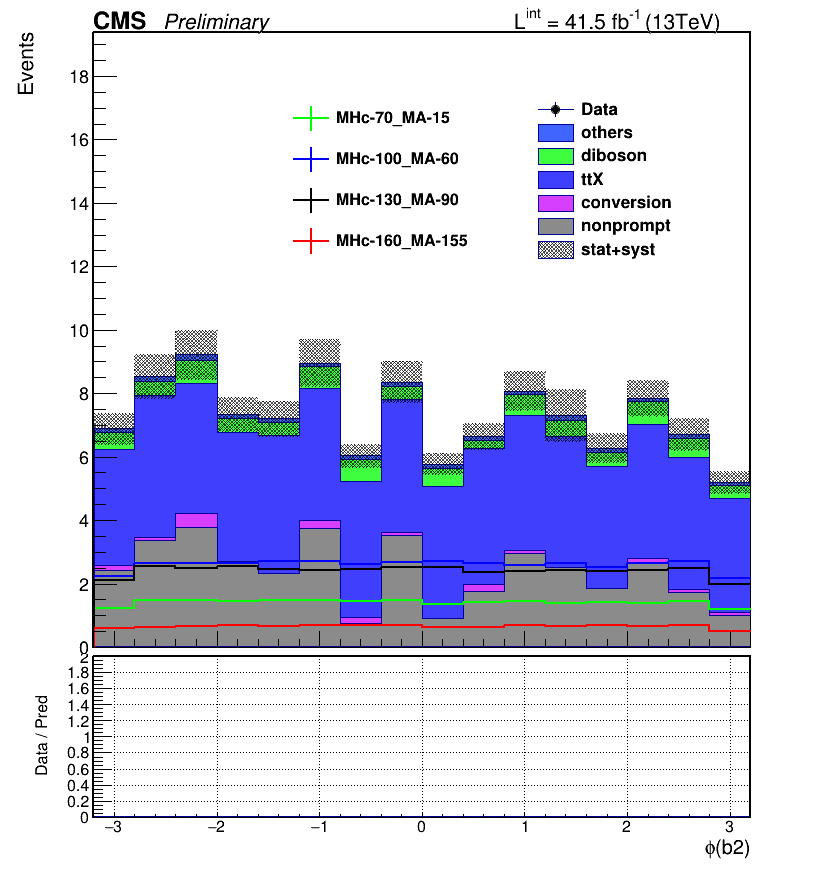 CMS Preliminary L^int = 41.5 fb^-1 (13TeV)
Events
18
16
14
12
10
8
6
4
2
0
MHc-70_MA-15
MHc-100_MA-60
MHc-130_MA-90
MHc-160_MA-155
Data
others
diboson
ttX
conversion
nonprompt
stat+syst
Data / Pred
2
1.8
1.6
1.4
1.2
1
0.8
0.6
0.4
0.2
0
−3 −2 −1 0 1 2 3
ϕ(b2)